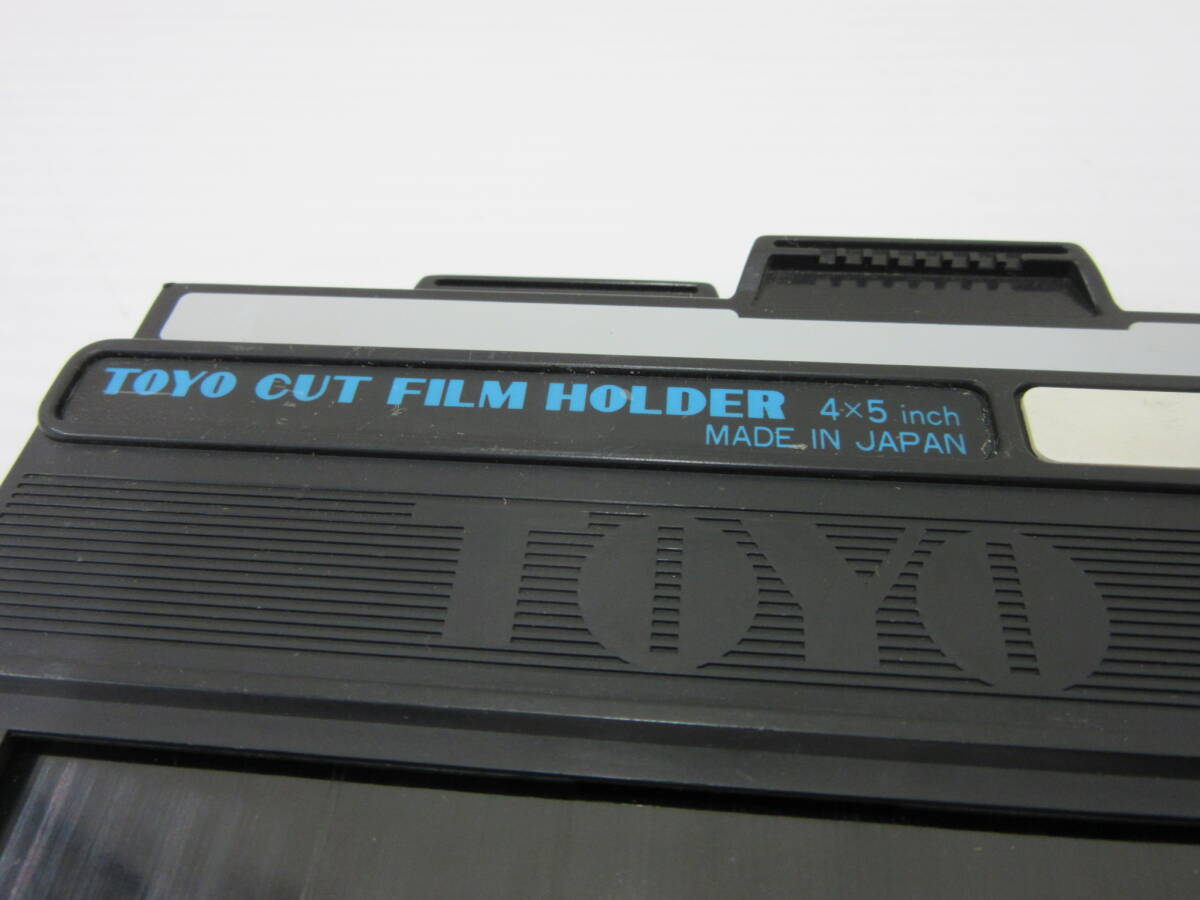 TOYO CUT FILM HOLDER 4×5 inch
MADE IN JAPAN
TOYO